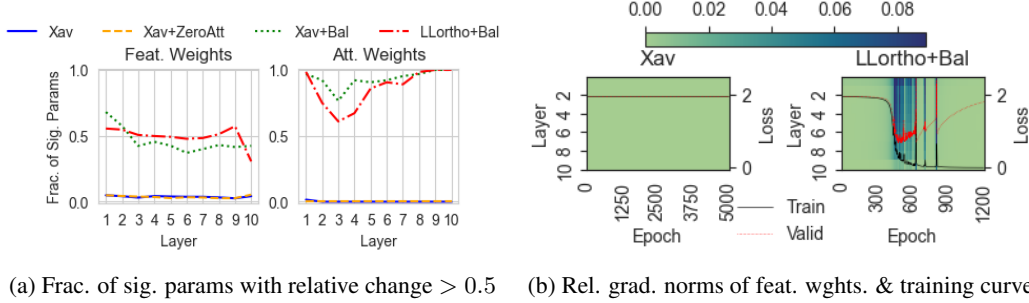 Xav Xav+ZeroAtt Xav+Bal LLortho+Bal
Feat. Weights Att. Weights
Frac. of Sig. Params
1.0 0.5 0.0
1 2 3 4 5 6 7 8 9 10
Layer
1.0 0.5 0.0
1 2 3 4 5 6 7 8 9 10
Layer
(a) Frac. of sig. params with relative change > 0.5
0.00 0.02 0.04 0.06 0.08
Xav LLortho+Bal
Layer
2 4 6 8 10
2 0
Loss
0 1250 2500 3750 5000
Epoch
Layer
2 4 6 8 10
2 0
Loss
0 300 600 900 1200
Epoch
Train
Valid
(b) Rel. grad. norms of feat. wghts. & training curve